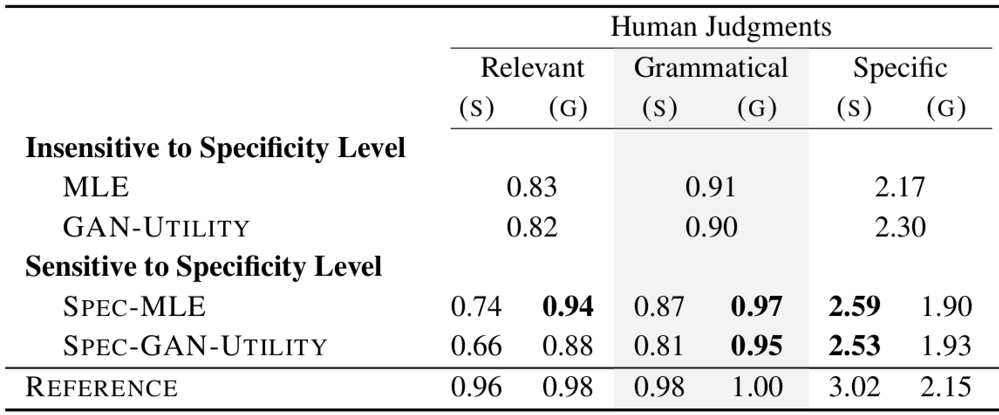 Human Judgments
Relevant Grammatical Specific
(S) (G) (S) (G) (S) (G)
Insensitive to Specificity Level
MLE 0.83 0.91 2.17
GAN-UTILITY 0.82 0.90 2.30
Sensitive to Specificity Level
SPEC-MLE 0.74 0.94 0.87 0.97 2.59 1.90
SPEC-GAN-UTILITY 0.66 0.88 0.81 0.95 2.53 1.93
REFERENCE 0.96 0.98 0.98 1.00 3.02 2.15